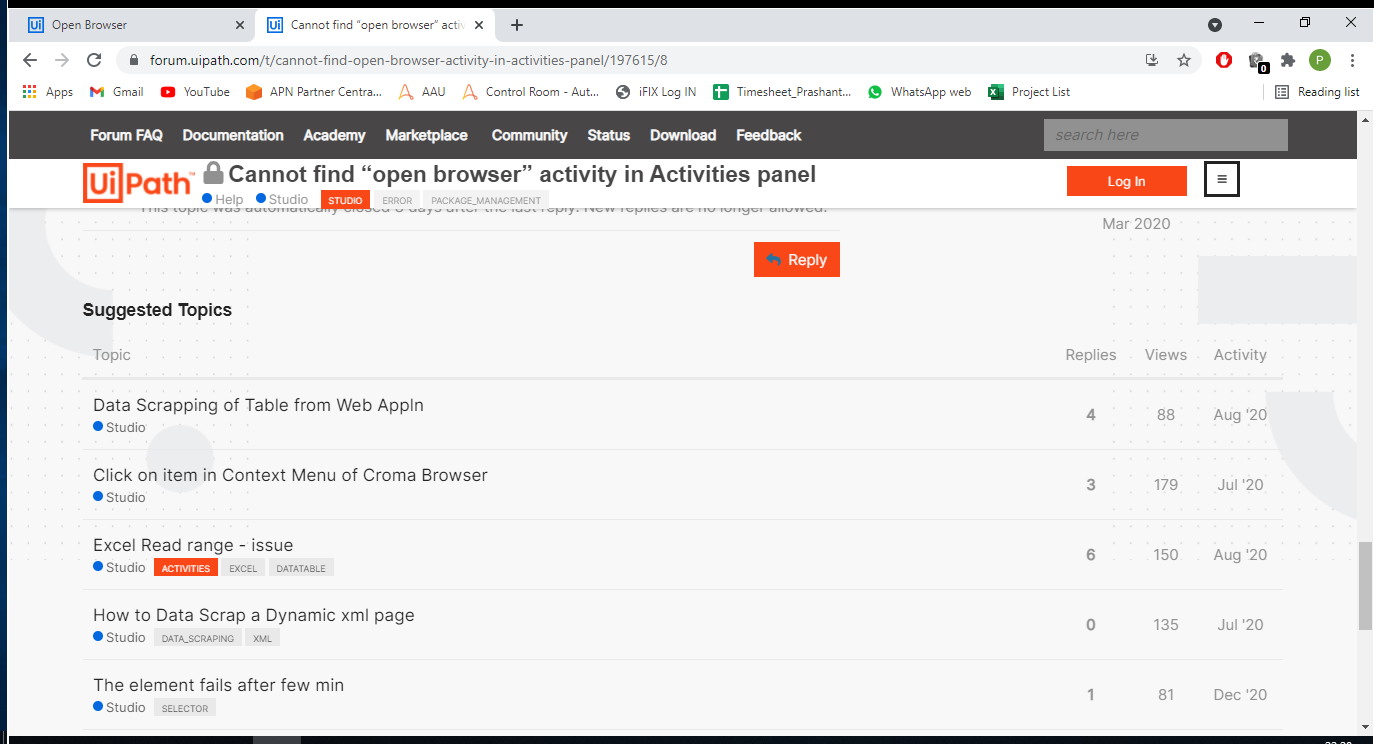 Open Browser
Cannot find “open browser” activ
forum.uipath.com/t/cannot-find-open-browser-activity-in-activities-panel/197615/8
0
P
Apps Gmail YouTube APN Partner Centra... AAU Control Room - Aut... iFIX Log IN Timesheet_Prashant... WhatsApp web Project List Reading list
Forum FAQ Documentation Academy Marketplace Community Status Download Feedback search here
UiPath™ Cannot find “open browser” activity in Activities panel Log In
Help Studio STUDIO ERROR PACKAGE_MANAGEMENT
This topic was automatically closed 3 days after the last reply. New replies are no longer allowed.
Mar 2020
Reply
Suggested Topics
Topic Replies Views Activity
Data Scrapping of Table from Web Appln 4 88 Aug '20
Studio
Click on item in Context Menu of Croma Browser 3 179 Jul '20
Studio
Excel Read range - issue 6 150 Aug '20
Studio ACTIVITIES EXCEL DATATABLE
How to Data Scrap a Dynamic xml page 0 135 Jul '20
Studio DATA_SCRAPING XML
The element fails after few min 1 81 Dec '20
Studio SELECTOR